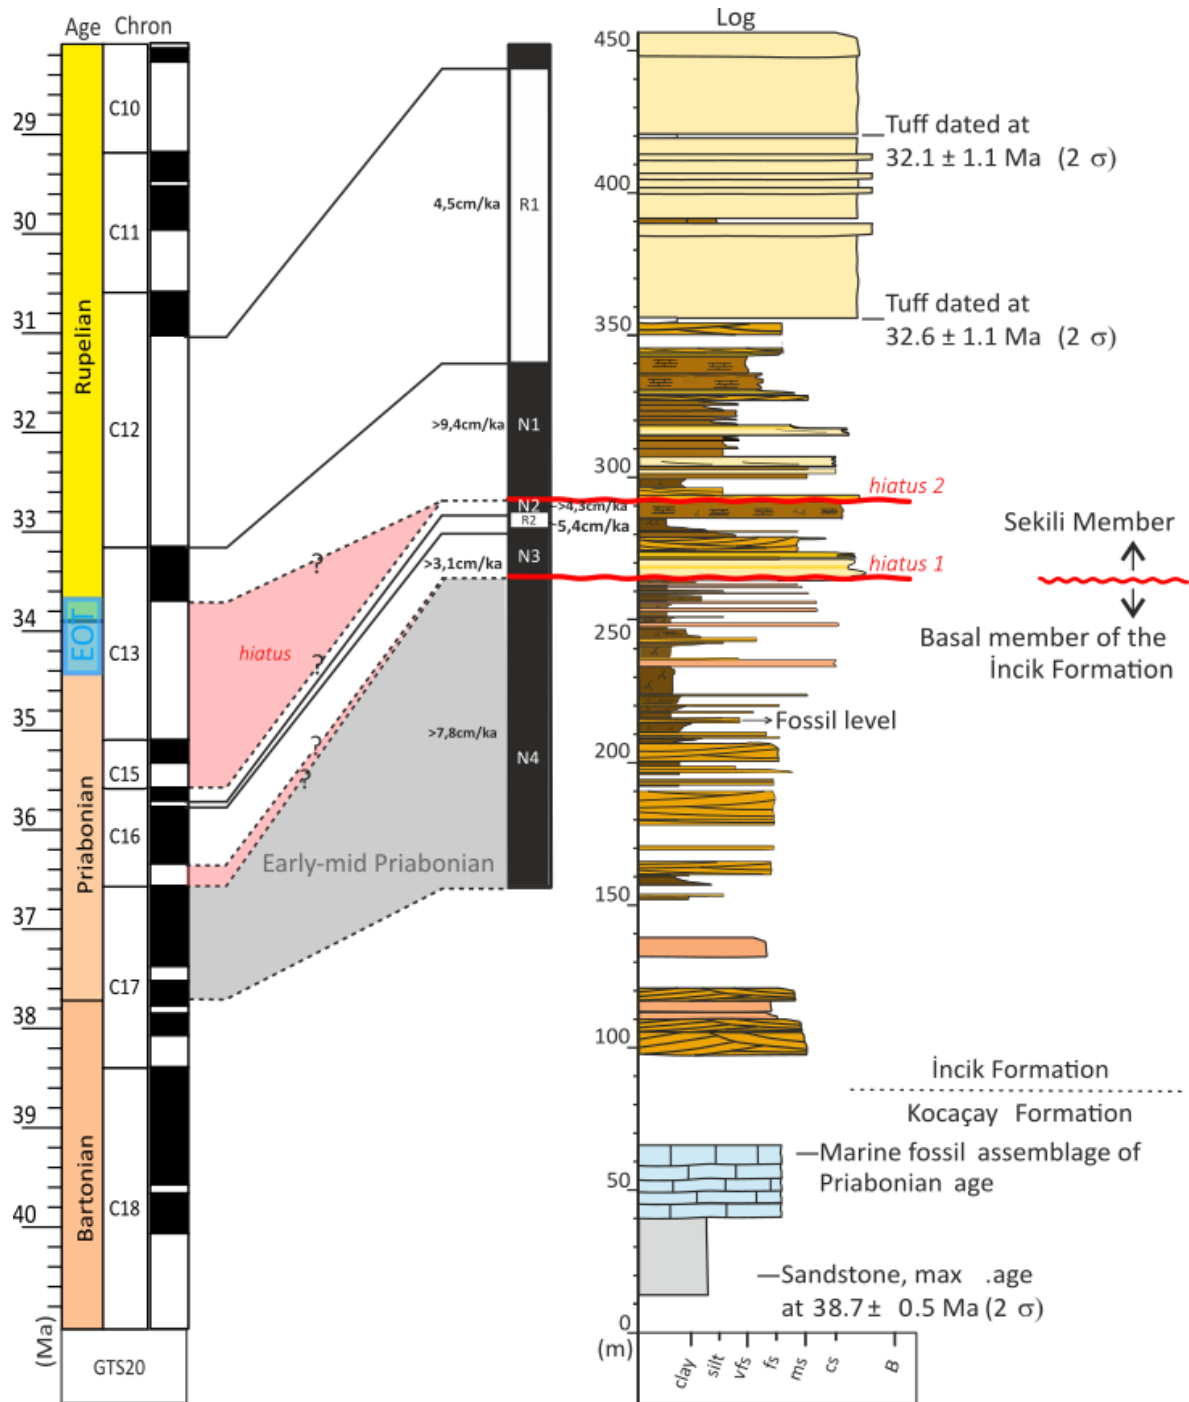 Age
Chron
Log
29
30
31
32
33
34
35
36
37
38
39
40
(Ma)
Rupelian
EOT
Priabonian
Bartonian
C10
C11
C12
C13
C15
C16
C17
C18
GTS20
hiatus
?
?
?
?
Early-mid Priabonian
4,5cm/ka
>9,4cm/ka
>4,3cm/ka
5,4cm/ka
>3,1cm/ka
>7,8cm/ka
R1
N1
N2
R2
N3
N4
450
400
350
300
250
200
150
100
50
0
(m)
clay
silt
vfs
fs
ms
cs
B
Tuff dated at
32.1 ± 1.1 Ma (2 σ)
Tuff dated at
32.6 ± 1.1 Ma (2 σ)
hiatus 2
Sekili Member
hiatus 1
Basal member of the
İncik Formation
Fossil level
İncik Formation
Kocaçay Formation
Marine fossil assemblage of
Priabonian age
Sandstone, max .age
at 38.7 ± 0.5 Ma (2 σ)